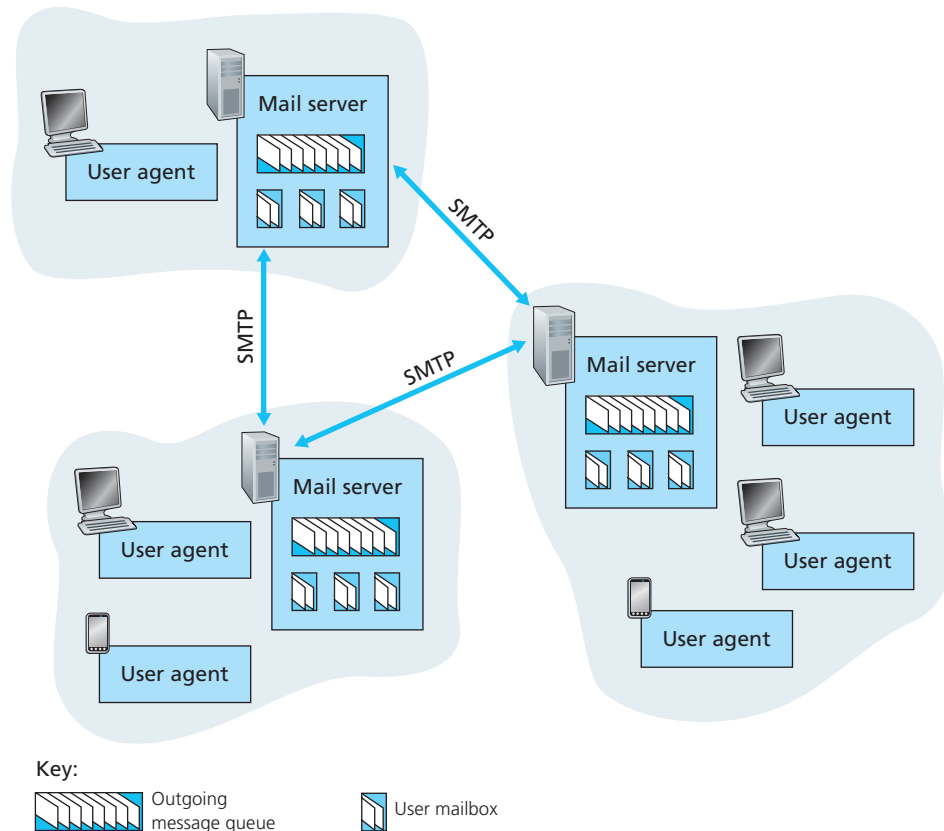 Mail server
User agent
SMTP
SMTP
SMTP
Mail server
User agent
User agent
User agent
Mail server
User agent
User agent
Key:
Outgoing
message queue
User mailbox